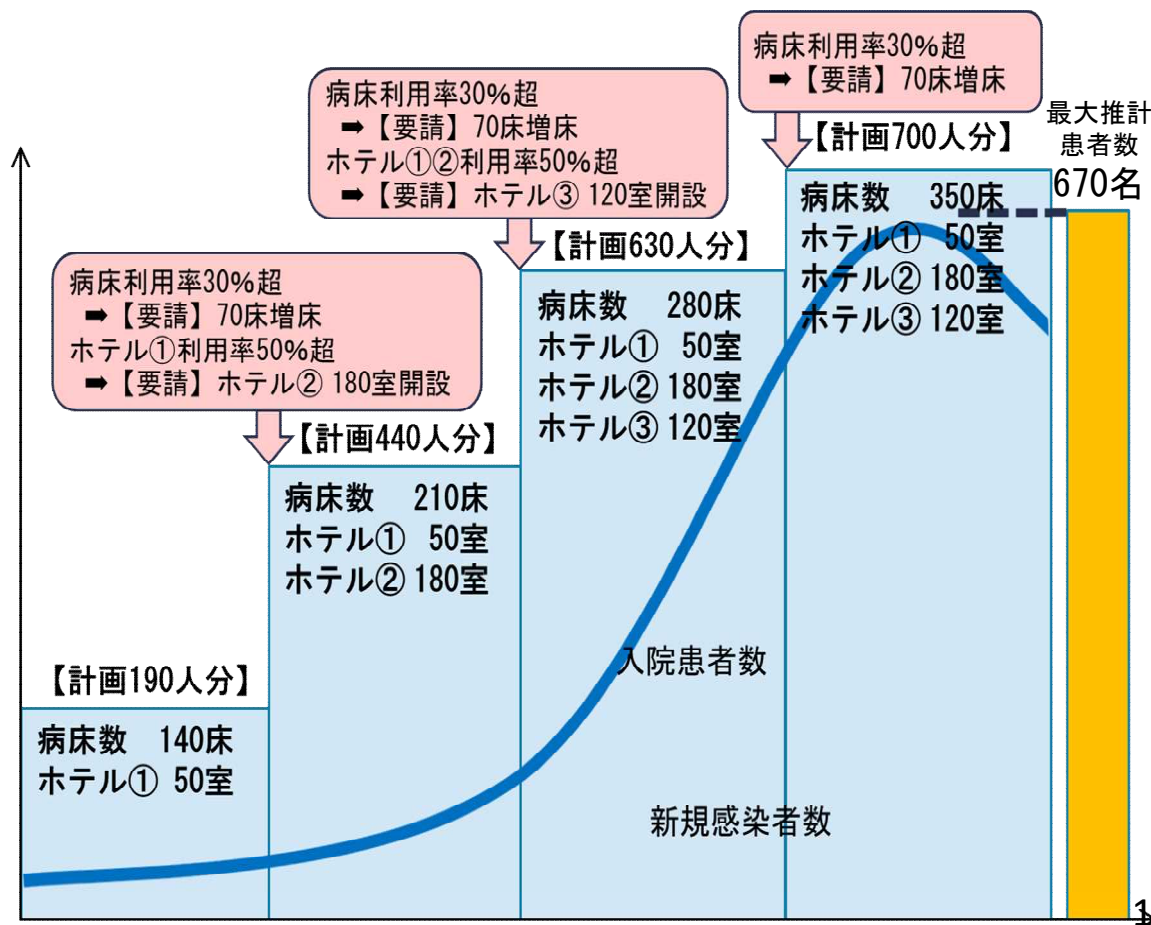 病床利用率30%超
➡【要請】70床増床
病床利用率30%超
➡【要請】70床増床
ホテル①②利用率50%超
➡【要請】ホテル③ 120室開設
病床利用率30%超
➡【要請】70床増床
ホテル①利用率50%超
➡【要請】ホテル② 180室開設
【計画190人分】
病床数 140床
ホテル① 50室
【計画440人分】
病床数 210床
ホテル① 50室
ホテル② 180室
【計画630人分】
病床数 280床
ホテル① 50室
ホテル② 180室
ホテル③ 120室
【計画700人分】
病床数 350床
ホテル① 50室
ホテル② 180室
ホテル③ 120室
最大推計
患者数
670名
入院患者数
新規感染者数
1